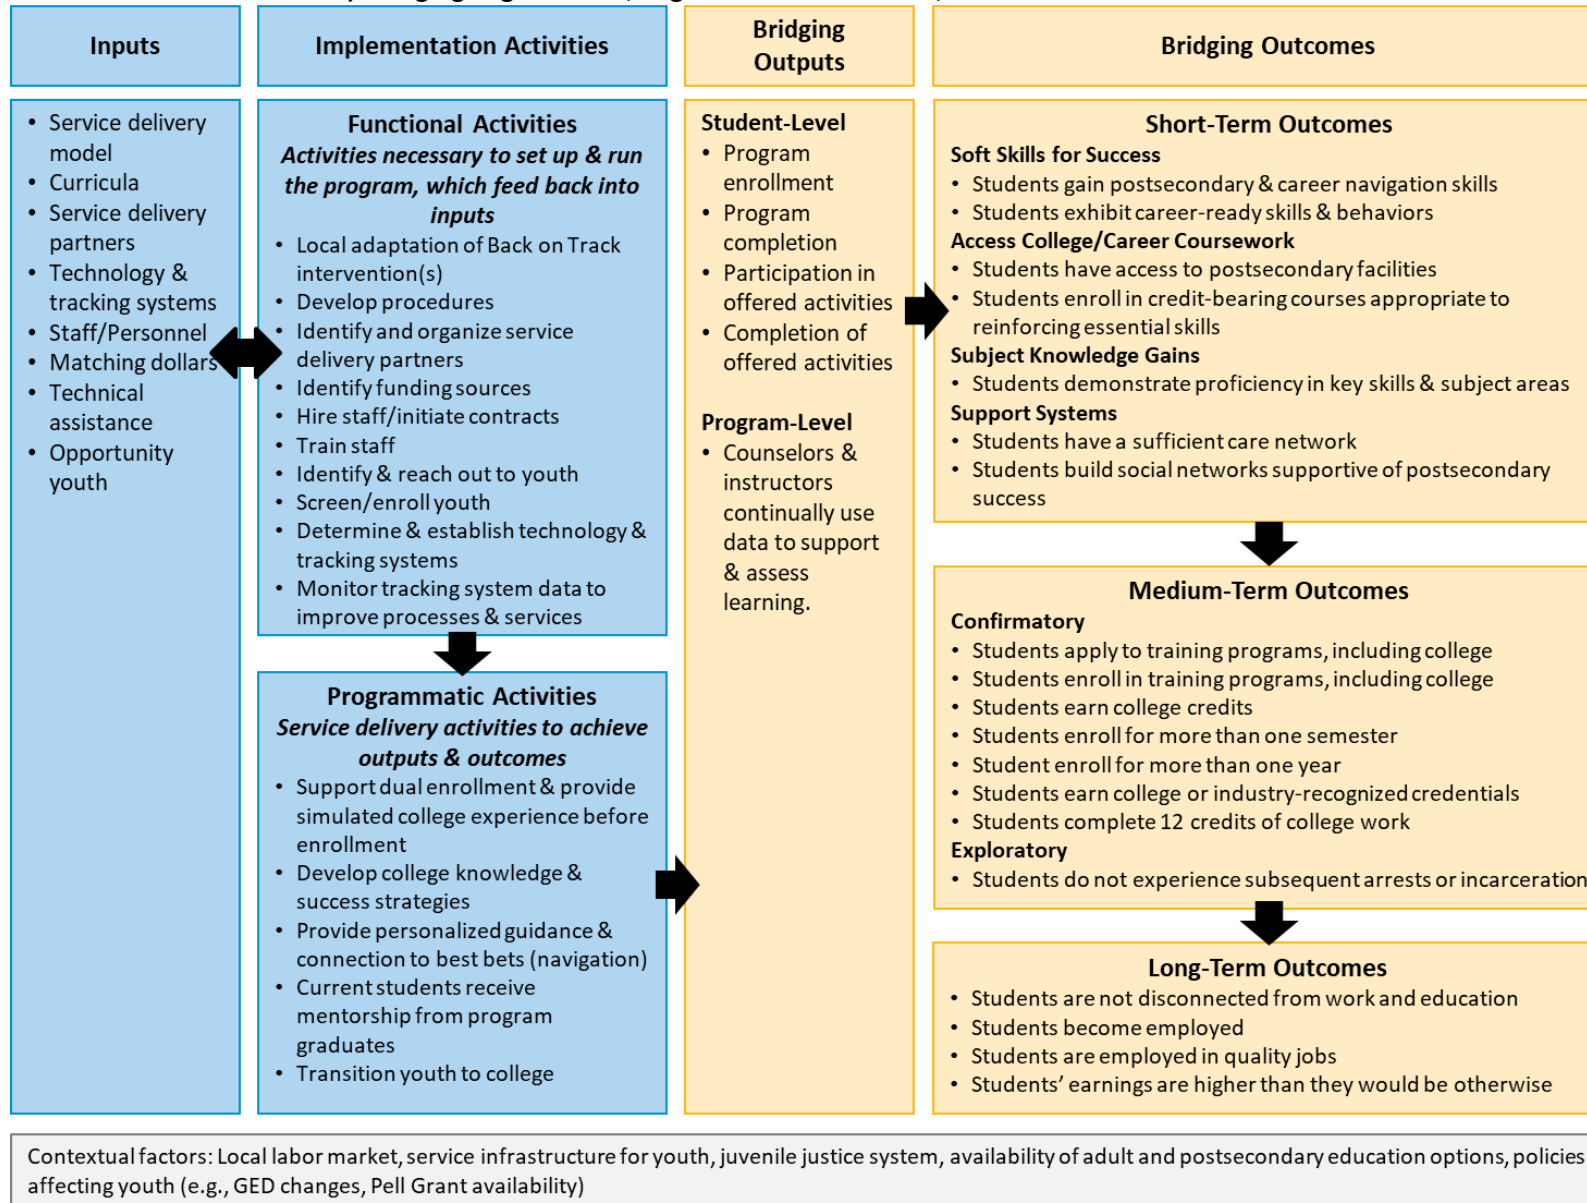 Inputs
Implementation Activities
Bridging
Outputs
Bridging Outcomes
• Service delivery
model
• Curricula
• Service delivery
partners
• Technology &
tracking systems
• Staff/Personnel
• Matching dollars
• Technical
assistance
• Opportunity
youth
Functional Activities
Activities necessary to set up & run
the program, which feed back into
inputs
• Local adaptation of Back on Track
intervention(s)
• Develop procedures
• Identify and organize service
delivery partners
• Identify funding sources
• Hire staff/initiate contracts
• Train staff
• Identify & reach out to youth
• Screen/enroll youth
• Determine & establish technology &
tracking systems
• Monitor tracking system data to
improve processes & services
Programmatic Activities
Service delivery activities to achieve
outputs & outcomes
• Support dual enrollment & provide
simulated college experience before
enrollment
• Develop college knowledge &
success strategies
• Provide personalized guidance &
connection to best bets (navigation)
• Current students receive
mentorship from program
graduates
• Transition youth to college
Student-Level
• Program
enrollment
• Program
completion
• Participation in
offered activities
• Completion of
offered activities
Program-Level
• Counselors &
instructors
continually use
data to support
& assess
learning.
Short-Term Outcomes
Soft Skills for Success
• Students gain postsecondary & career navigation skills
• Students exhibit career-ready skills & behaviors
Access College/Career Coursework
• Students have access to postsecondary facilities
• Students enroll in credit-bearing courses appropriate to
reinforcing essential skills
Subject Knowledge Gains
• Students demonstrate proficiency in key skills & subject areas
Support Systems
• Students have a sufficient care network
• Students build social networks supportive of postsecondary
success
Medium-Term Outcomes
Confirmatory
• Students apply to training programs, including college
• Students enroll in training programs, including college
• Students earn college credits
• Students enroll for more than one semester
• Student enroll for more than one year
• Students earn college or industry-recognized credentials
• Students complete 12 credits of college work
Exploratory
• Students do not experience subsequent arrests or incarceration
Long-Term Outcomes
• Students are not disconnected from work and education
• Students become employed
• Students are employed in quality jobs
• Students' earnings are higher than they would be otherwise
Contextual factors: Local labor market, service infrastructure for youth, juvenile justice system, availability of adult and postsecondary education options, policies
affecting youth (e.g., GED changes, Pell Grant availability)